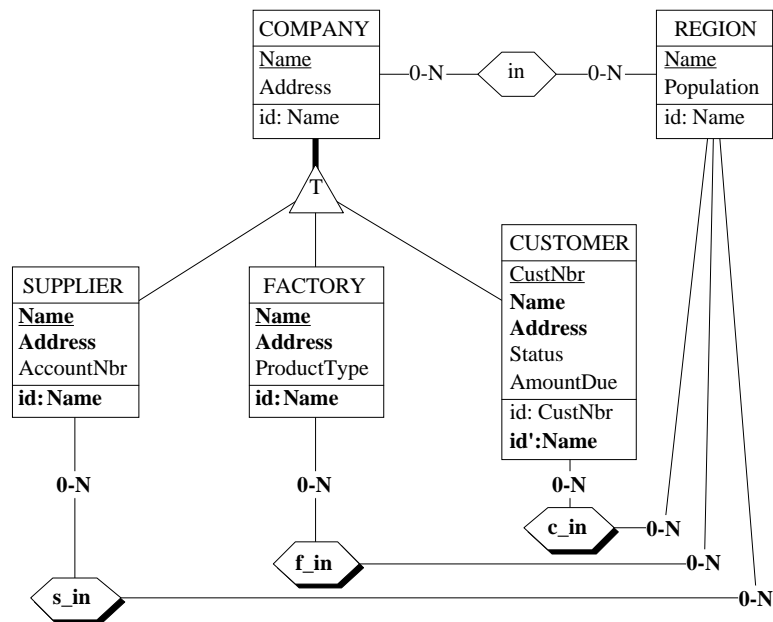 COMPANY
Name
Address
id: Name
0-N
in
0-N
REGION
Name
Population
id: Name
T
SUPPLIER
Name
Address
AccountNbr
id: Name
FACTORY
Name
Address
ProductType
id: Name
CUSTOMER
CustNbr
Name
Address
Status
AmountDue
id: CustNbr
id':Name
0-N
0-N
0-N
c_in
0-N
f_in
0-N
s_in
0-N